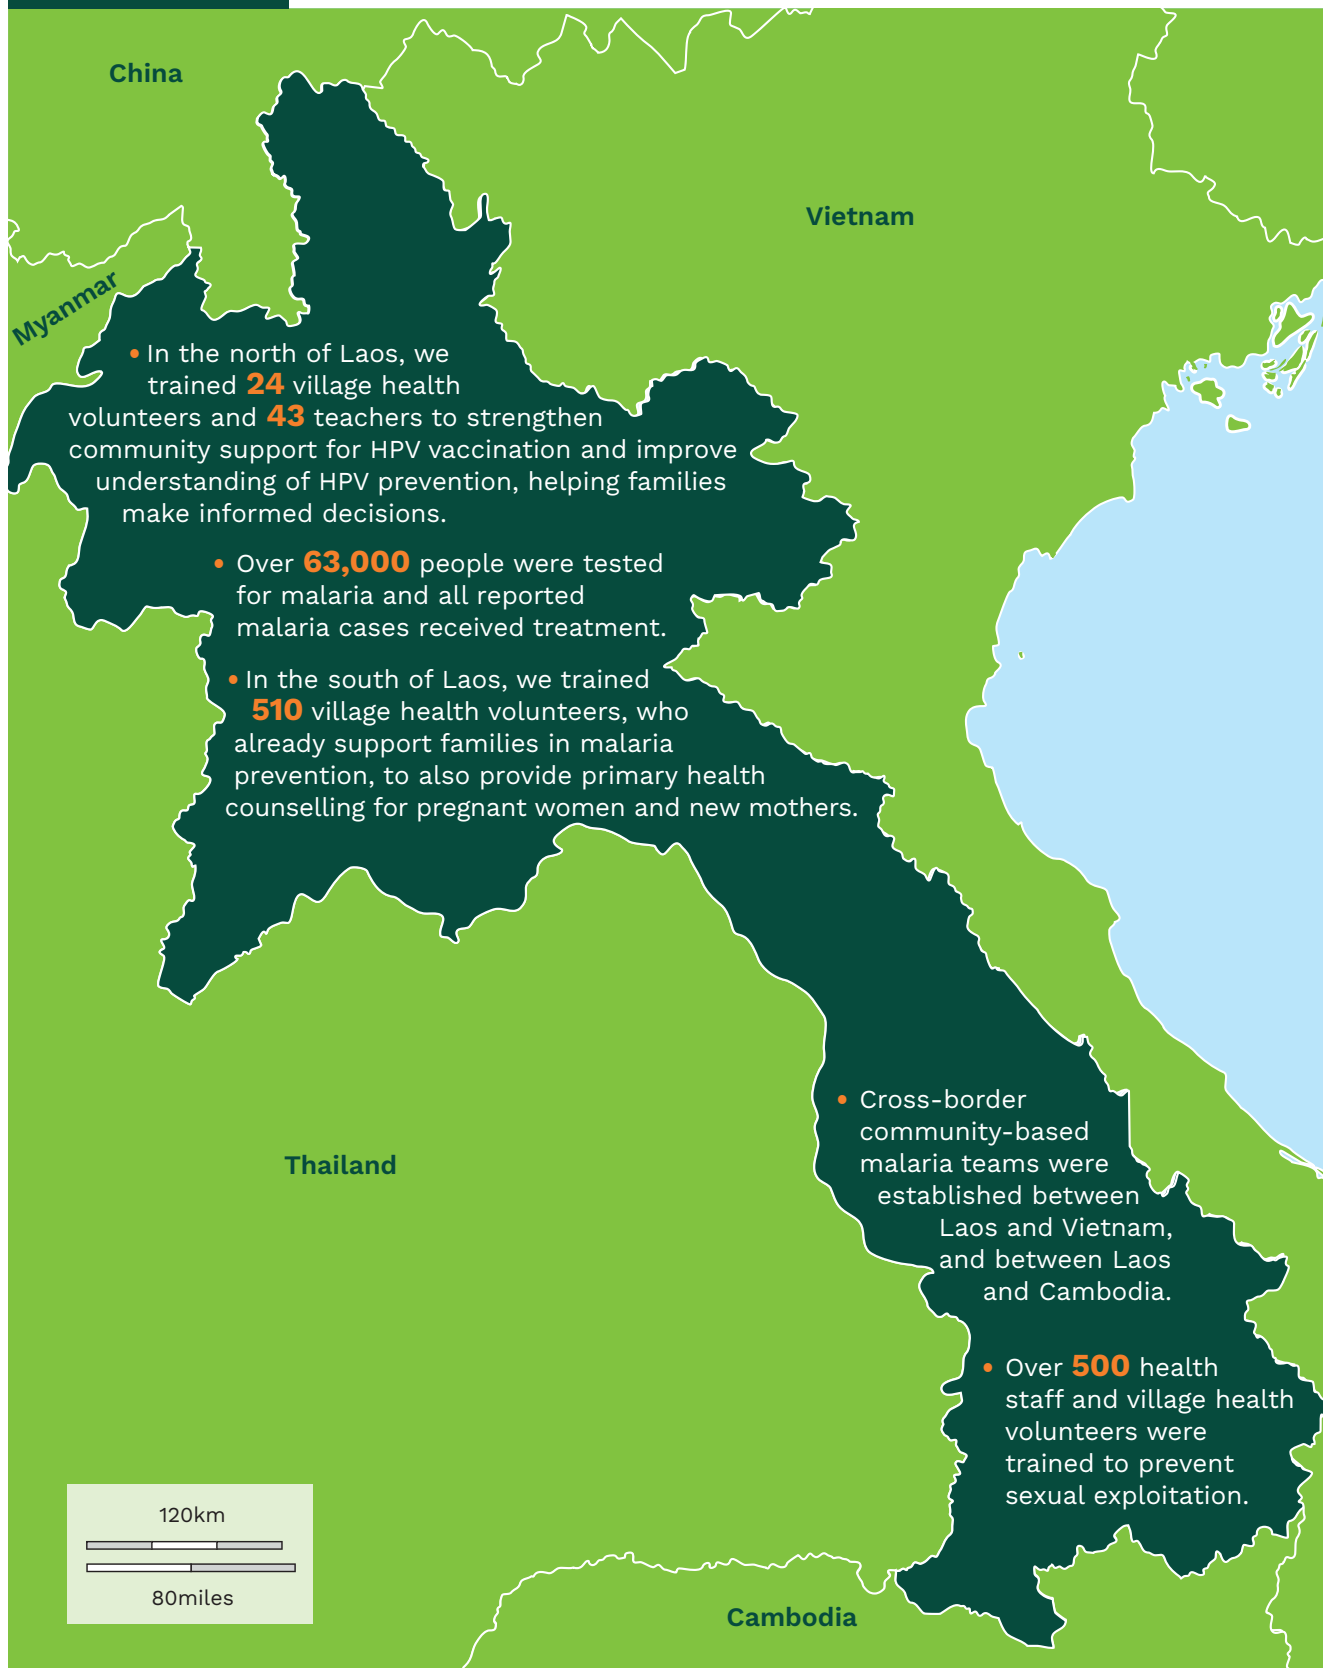 China
Vietnam
Myanmar
• In the north of Laos, we
trained 24 village health
volunteers and 43 teachers to strengthen
community support for HPV vaccination and improve
understanding of HPV prevention, helping families
make informed decisions.
• Over 63,000 people were tested
for malaria and all reported
malaria cases received treatment.
• In the south of Laos, we trained
510 village health volunteers, who
already support families in malaria
prevention, to also provide primary health
counselling for pregnant women and new mothers.
• Cross-border
community-based
malaria teams were
established between
Laos and Vietnam,
and between Laos
and Cambodia.
Thailand
• Over 500 health
staff and village health
volunteers were
trained to prevent
sexual exploitation.
120km
80miles
Cambodia